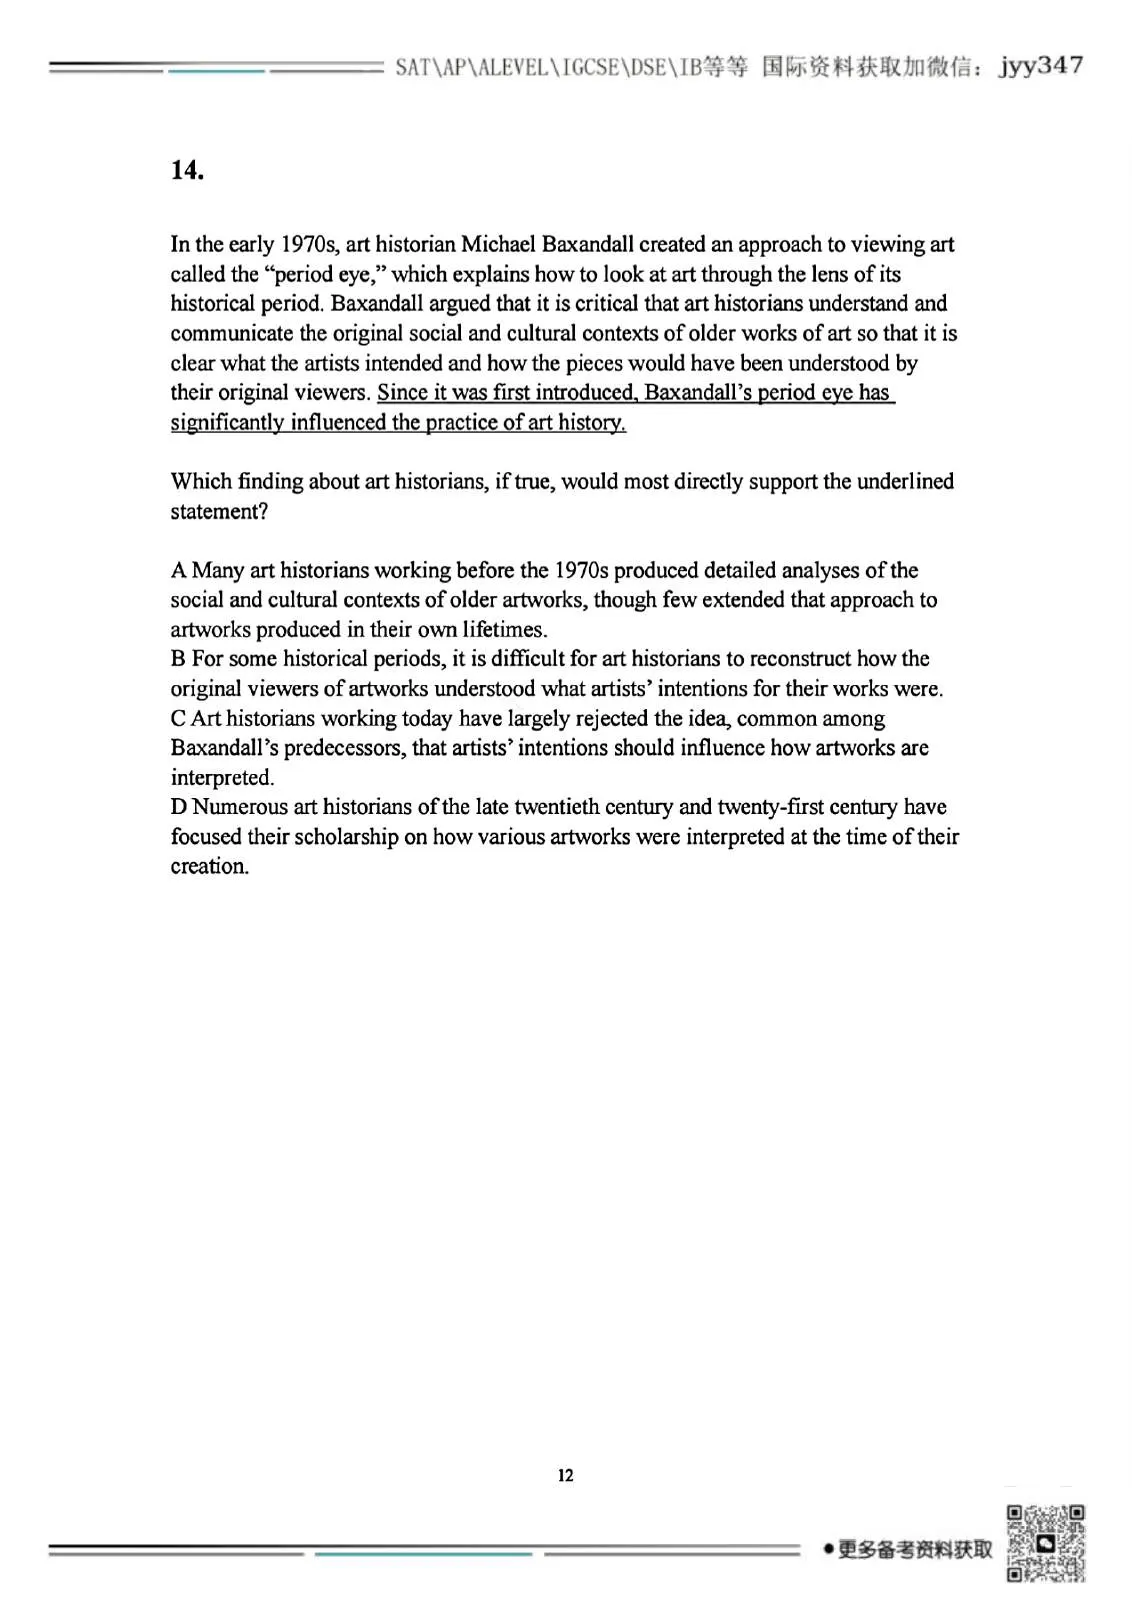 SAT\AP\ALEVEL\IGCSE\DSE\IB等等 国际资料获取加微信：jyy347
14.
In the early 1970s, art historian Michael Baxandall created an approach to viewing art
called the “period eye,” which explains how to look at art through the lens of its
historical period. Baxandall argued that it is critical that art historians understand and
communicate the original social and cultural contexts of older works of art so that it is
clear what the artists intended and how the pieces would have been understood by
their original viewers. Since it was first introduced, Baxandall’s period eye has
significantly influenced the practice of art history.
Which finding about art historians, if true, would most directly support the underlined
statement?
A Many art historians working before the 1970s produced detailed analyses of the
social and cultural contexts of older artworks, though few extended that approach to
artworks produced in their own lifetimes.
B For some historical periods, it is difficult for art historians to reconstruct how the
original viewers of artworks understood what artists’ intentions for their works were.
C Art historians working today have largely rejected the idea, common among
Baxandall’s predecessors, that artists’ intentions should influence how artworks are
interpreted.
D Numerous art historians of the late twentieth century and twenty-first century have
focused their scholarship on how various artworks were interpreted at the time of their
creation.
12
●更多备考资料获取